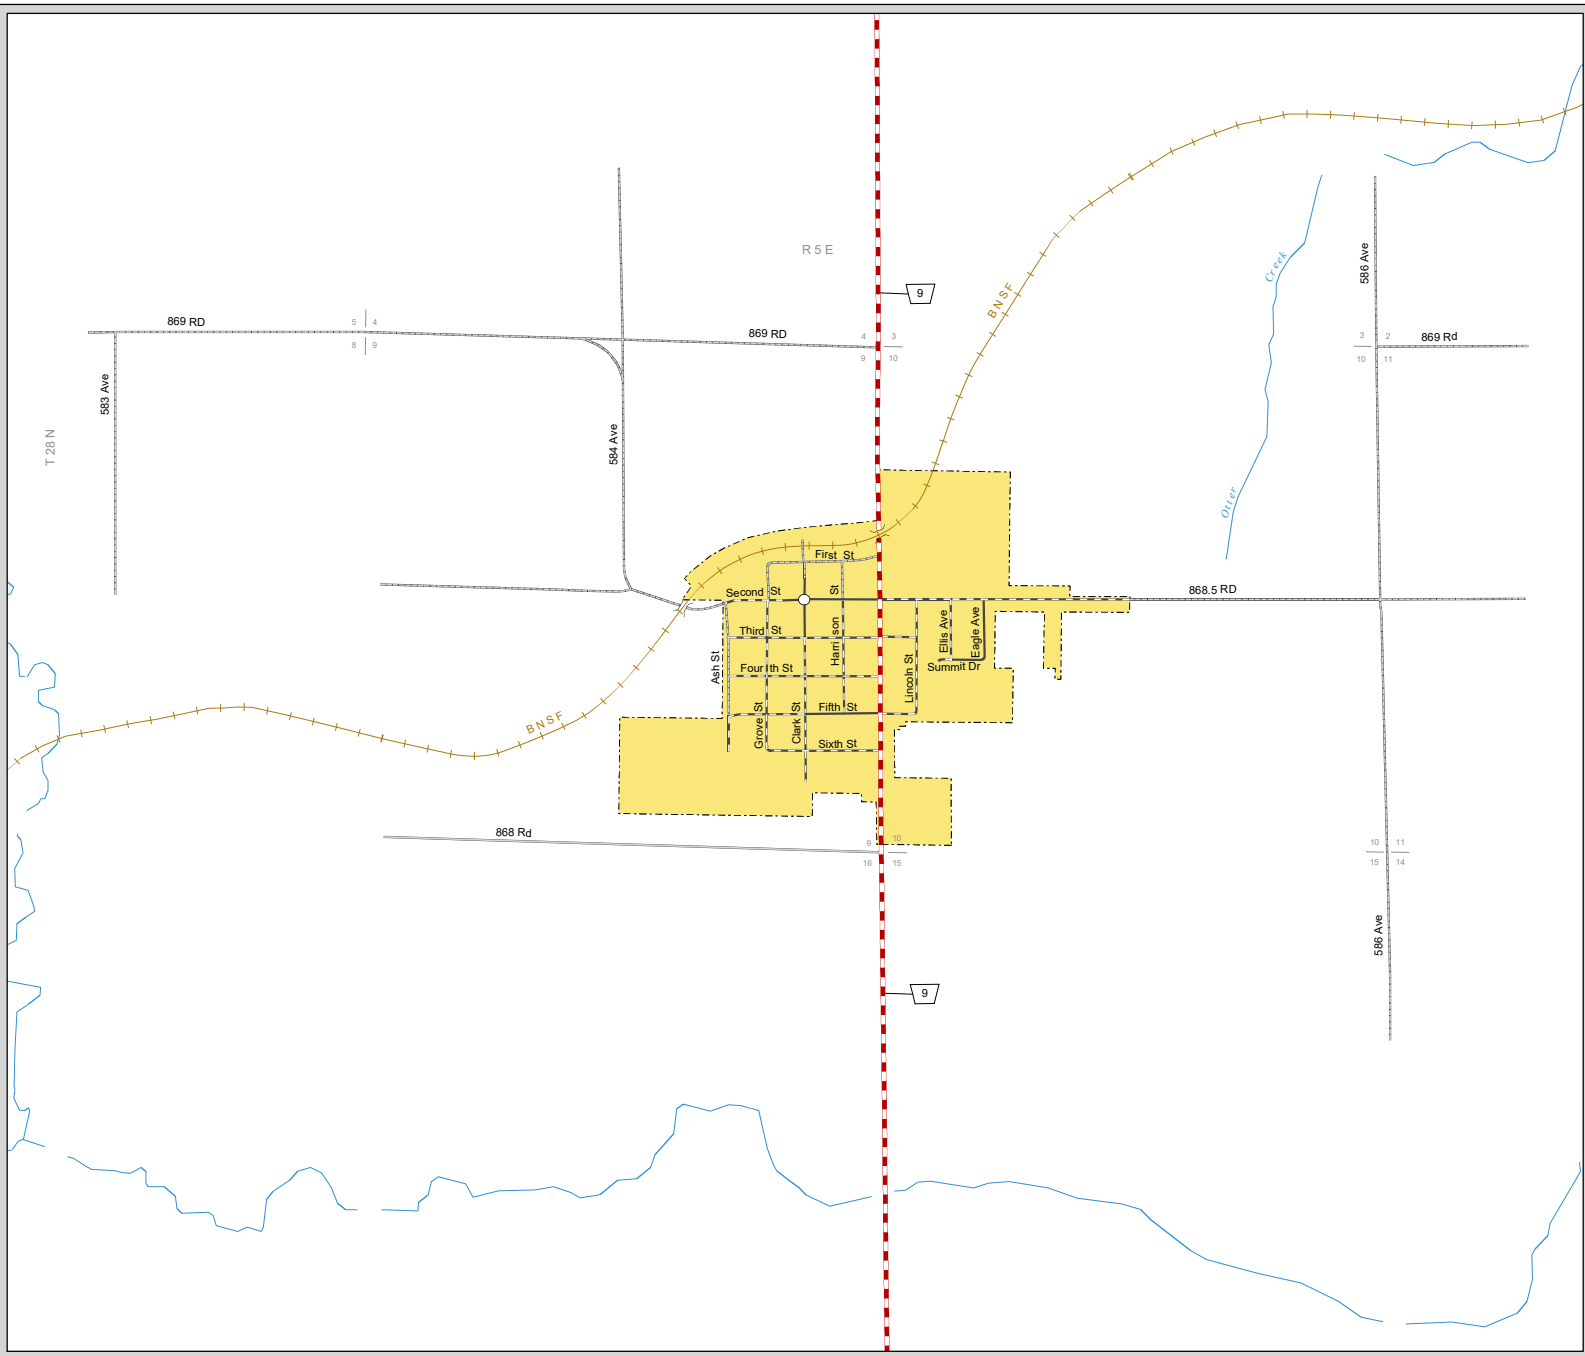 R 5 E
Creek
586 Ave
9
BNSF
869 RD
5 4
8 9
869 RD
4 3
9 10
3 2
10 11
869 Rd
583 Ave
T 28 N
584 Ave
Otter
First St
Second St
868.5 RD
Third St
Harrison St
Ellis Ave
Eagle Ave
Ash St
Fourth St
Lincoln St
Summit Dr
Grove St
Clark St
Fifth St
BNSF
Sixth St
868 Rd
9 10
16 15
10 11
15 14
586 Ave
9